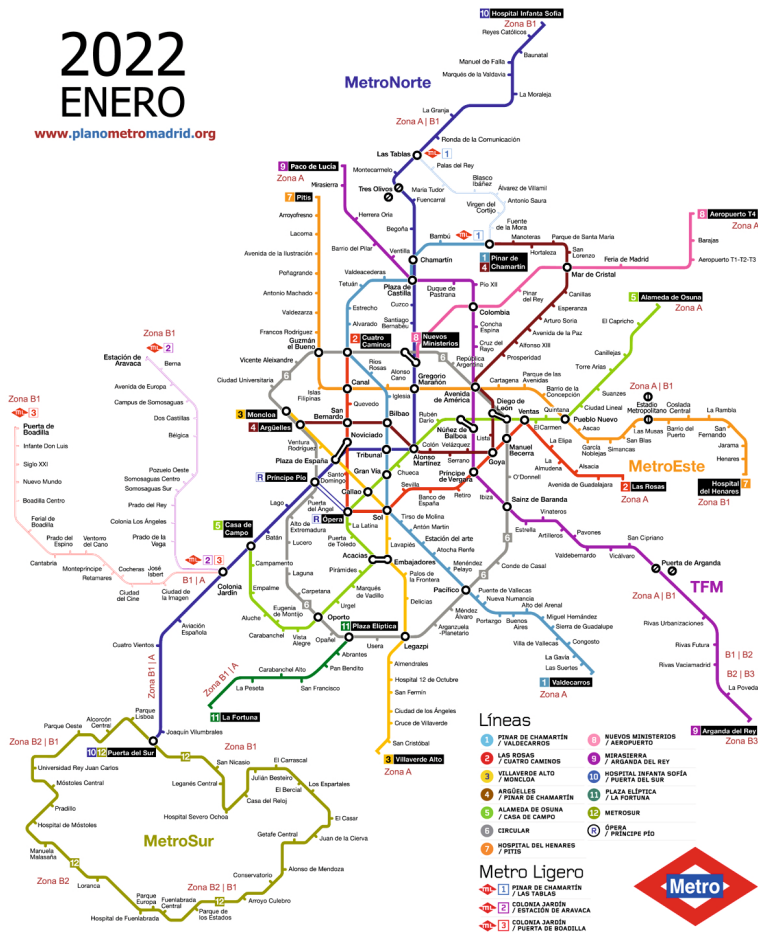 2022
ENERO
www.planometromadrid.org
10 Hospital Infanta Sofía
Zona B1
Reyes Católicos
Baunatal
Manuel de Falla
Marqués de la Valdavia
MetroNorte
La Moraleja
La Granja
Zona A | B1
Ronda de la Comunicación
Las Tablas
ML 1
Montecarmelo
Palas del Rey
Tres Olivos
María Tudor
Blasco
Ibáñez
Álvarez de Villamil
Fuencarral
Virgen del
Cortijo
Antonio Saura
Fuente
de la Mora
Begoña
Bambú
ML 1
Manoteras
Parque de Santa María
Hortaleza
San
Lorenzo
9 Paco de Lucía
Zona A
Mirasierra
7 Pitis
Arroyofresno
Herrera Oria
Lacoma
Barrio del Pilar
Ventilla
Avenida de la Ilustración
Chamartín
1 Pinar de
4 Chamartín
8 Aeropuerto T4
Zona A
Barajas
Aeropuerto T1-T2-T3
Feria de Madrid
Mar de Cristal
Peñagrande
Valdeacederas
Tetuán
Plaza de
Castilla
Duque de
Pastrana
Pío XII
Antonio Machado
Estrecho
Cuzco
Pinar
del Rey
Canillas
Valdezarza
Alvarado
Santiago
Bernabéu
Colombia
Esperanza
Concha
Espina
Arturo Soria
Francos Rodríguez
2 Cuatro
Caminos
8 Nuevos
Ministerios
Cruz del
Rayo
Avenida de la Paz
Alfonso XIII
Prosperidad
5 Alameda de Osuna
Zona A
El Capricho
Canillejas
Torre Arias
Suanzes
Ciudad Lineal
Zona B1
ML 2
Estación de
Aravaca
Berna
Avenida de Europa
Campus de Somosaguas
Dos Castillas
Bélgica
Pozuelo Oeste
Somosaguas Centro
Somosaguas Sur
Prado del Rey
Colonia Los Ángeles
Prado de la
Vega
ML 2 3
B1 | A
Guzmán
el Bueno
Vicente Aleixandre
6
Ciudad Universitaria
Islas
Filipinas
Canal
Ríos
Rosas
Alonso
Cano
Gregorio
Marañón
República
Argentina
6
Avenida
de América
Cartagena
Parque de las
Avenidas
Barrio de la
Concepción
Iglesia
Quevedo
3 Moncloa
4 Argüelles
San
Bernardo
Bilbao
Rubén
Darío
Núñez de
Balboa
Diego de
León
Ventas
El Carmen
Quintana
Pueblo Nuevo
Ascao
García
Noblejas
Simancas
San Blas
Zona A | B1
Estadio
Metropolitano
Las Musas
Coslada
Central
Barrio del
Puerto
La Rambla
San
Fernando
Jarama
Henares
MetroEste
Hospital
del Henares 7
Zona B1
Ventura
Rodríguez
Noviciado
Tribunal
Alonso
Martínez
Colón
Velázquez
Serrano
Lista
Goya
Manuel
Becerra
La Elipa
La
Almudena
Alsacia
Avenida de Guadalajara
2 Las Rosas
Zona A
Plaza de España
Chueca
Gran Vía
Príncipe
de Vergara
O'Donnell
R Príncipe Pío
Santo
Domingo
Callao
Sevilla
Banco de
España
Retiro
Ibiza
Sainz de Baranda
Lago
Puerta
del Ángel
R Ópera
Sol
Tirso de Molina
Antón Martín
Estrella
Vinateros
Artilleros
Pavones
Valdebernardo
Vicálvaro
San Cipriano
Puerta de Arganda
Zona A | B1
TFM
5 Casa de
Campo
Batán
Alto de
Extremadura
Lucero
La Latina
Puerta
de Toledo
Lavapiés
Estación del arte
Atocha Renfe
Menéndez
Pelayo
6
Conde de Casal
Acacias
Embajadores
Campamento
Laguna
Pirámides
Palos de
la Frontera
Pacífico
Puente de Vallecas
Nueva Numancia
Rivas Urbanizaciones
Rivas Futura
B1 | B2
Rivas Vaciamadrid
B2 | B3
La Poveda
9 Arganda del Rey
Zona B3
Empalme
Carpetana
6
Marqués
de Vadillo
Delicias
Méndez
Álvaro
Portazgo
Buenos
Aires
Alto del Arenal
Miguel Hernández
Sierra de Guadalupe
Aluche
Eugenia
de Montijo
Oporto
Urgel
Arganzuela
-Planetario
Villa de Vallecas
Congosto
La Gavia
Las Suertes
1 Valdecarros
Zona A
Carabanchel
Vista
Alegre
Opañel
11 Plaza Elíptica
Usera
Legazpi
Abrantes
Pan Bendito
Carabanchel Alto
San Francisco
La Peseta
Zona B1 | A
11 La Fortuna
Almendrales
Hospital 12 de Octubre
San Fermín
Ciudad de los Ángeles
Cruce de Villaverde
San Cristóbal
3 Villaverde Alto
Zona A
Zona B1
ML 3
Puerta de
Boadilla
Infante Don Luis
Siglo XXI
Nuevo Mundo
Boadilla Centro
Ferial de
Boadilla
Prado del
Espino
Ventorro
del Cano
Cantabria
Monteprincipe
Retamares
Cocheras
Ciudad
del Cine
José
Isbert
Ciudad de
la Imagen
Colonia
Jardín
Aviación
Española
Cuatro Vientos
Zona B1 | A
Joaquín Vilumbrales
10 12 Puerta del Sur
Parque
Lisboa
Alcorcón
Central
Parque Oeste
Zona B2 | B1
Universidad Rey Juan Carlos
Móstoles Central
Pradillo
Hospital de Móstoles
Manuela
Malasaña
Zona B2
Loranca
12
Hospital de Fuenlabrada
Parque
Europa
Fuenlabrada
Central
Parque de
los Estados
12
Zona B2 | B1
Arroyo Culebro
Conservatorio
Alonso de Mendoza
Getafe Central
Juan de la Cierva
El Casar
Los Espartales
El Bercial
Julián Besteiro
El Carrascal
Casa del Reloj
Hospital Severo Ochoa
Leganés Central
San Nicasio
12
Zona B1
MetroSur
Líneas
1 PINAR DE CHAMARTÍN
/ VALDECARROS
2 LAS ROSAS
/ CUATRO CAMINOS
3 VILLAVERDE ALTO
/ MONCLOA
4 ARGÜELLES
/ PINAR DE CHAMARTÍN
5 ALAMEDA DE OSUNA
/ CASA DE CAMPO
6 CIRCULAR
7 HOSPITAL DEL HENARES
/ PITIS
8 NUEVOS MINISTERIOS
/ AEROPUERTO
9 MIRASIERRA
/ ARGANDA DEL REY
10 HOSPITAL INFANTA SOFÍA
/ PUERTA DEL SUR
11 PLAZA ELÍPTICA
/ LA FORTUNA
12 METROSUR
R ÓPERA
/ PRÍNCIPE PÍO
Metro Ligero
ML 1 PINAR DE CHAMARTÍN
/ LAS TABLAS
ML 2 COLONIA JARDÍN
/ ESTACIÓN DE ARAVACA
ML 3 COLONIA JARDÍN
/ PUERTA DE BOADILLA
Metro